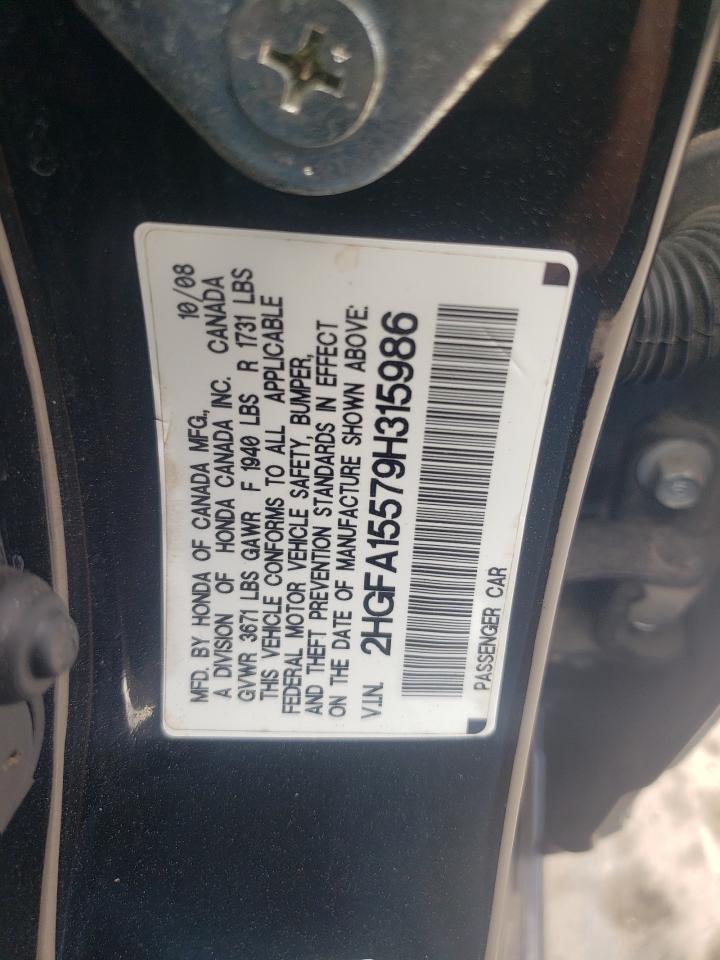 MFD. BY HONDA OF CANADA MFG., 10/08
A DIVISION OF HONDA CANADA INC. CANADA
GVWR 3671 LBS GAWR F 1940 LBS R 1731 LBS
THIS VEHICLE CONFORMS TO ALL APPLICABLE
FEDERAL MOTOR VEHICLE SAFETY, BUMPER,
AND THEFT PREVENTION STANDARDS IN EFFECT
ON THE DATE OF MANUFACTURE SHOWN ABOVE:
V.I.N. 2HGFA15579H315986
PASSENGER CAR